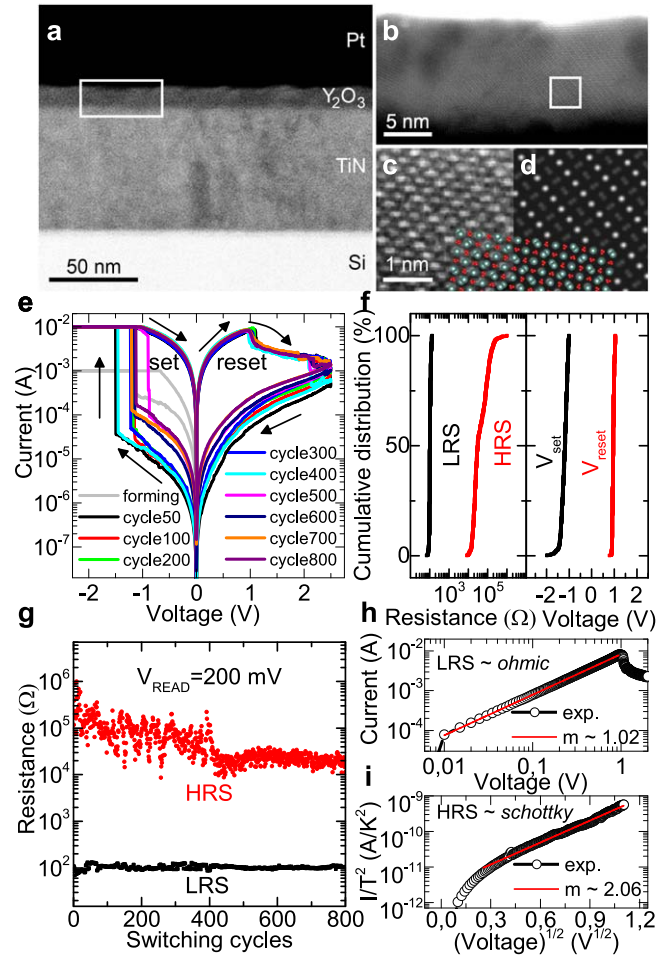 a
Pt
Y₂O₃
TiN
50 nm
Si
b
5 nm
c
d
1 nm
e
10⁻²
10⁻³
10⁻⁴
10⁻⁵
10⁻⁶
10⁻⁷
Current (A)
set
reset
forming
cycle50
cycle100
cycle200
cycle300
cycle400
cycle500
cycle600
cycle700
cycle800
-2 -1 0 1 2
Voltage (V)
f
Cumulative distribution (%)
100
50
0
LRS
HRS
V_set
V_reset
10³ 10⁵
-2 -1 0 1 2
Resistance (Ω)
Voltage (V)
g
Resistance (Ω)
10⁶
10⁵
10⁴
10³
10²
V_READ=200 mV
HRS
LRS
0 200 400 600 800
Switching cycles
h
Current (A)
10⁻²
10⁻³
10⁻⁴
LRS ~ ohmic
exp.
m ~ 1.02
0,01 0,1 1
Voltage (V)
i
I/T² (A/K²)
10⁻⁹
10⁻¹⁰
10⁻¹¹
10⁻¹²
HRS ~ schottky
exp.
m ~ 2.06
0,0 0,3 0,6 0,9 1,2
(Voltage)^1/2 (V^1/2)